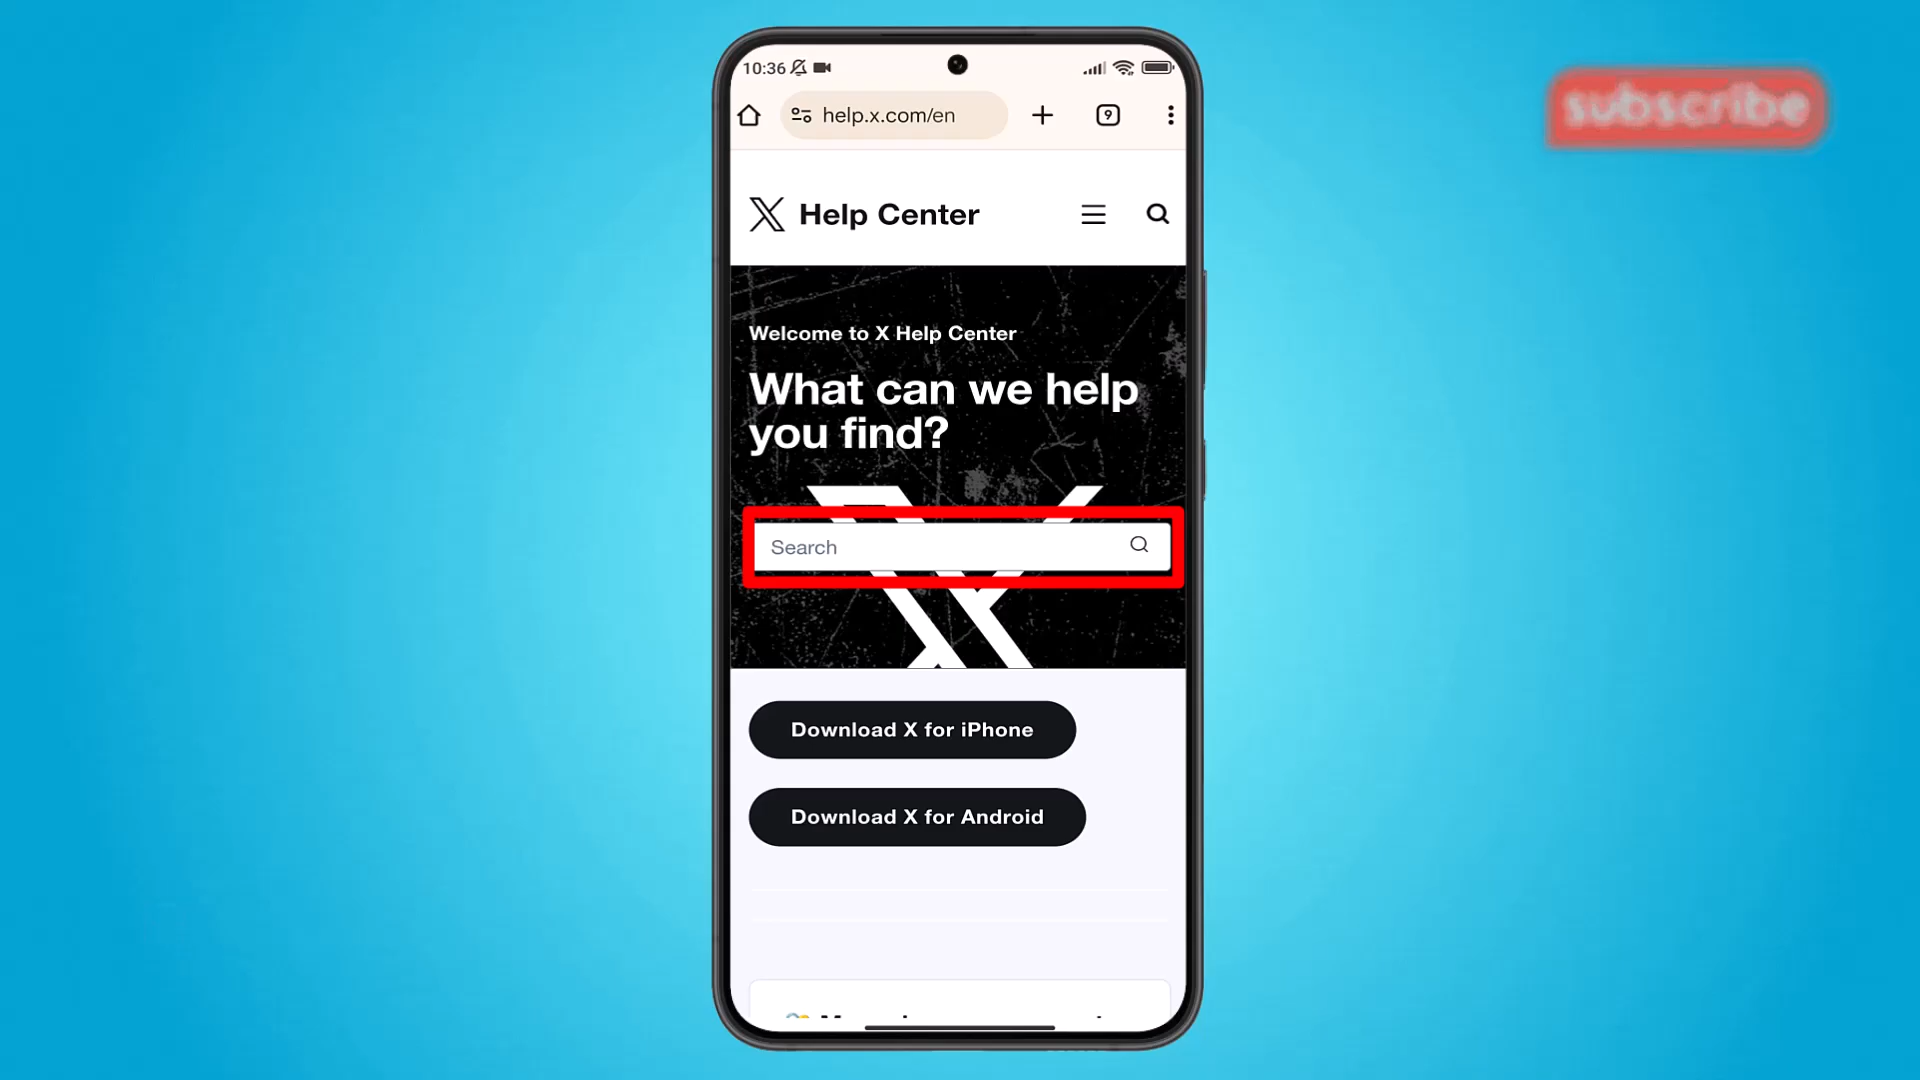 10:36
help.x.com/en
9
subscribe
X Help Center
Welcome to X Help Center
What can we help
you find?
Search
Download X for iPhone
Download X for Android